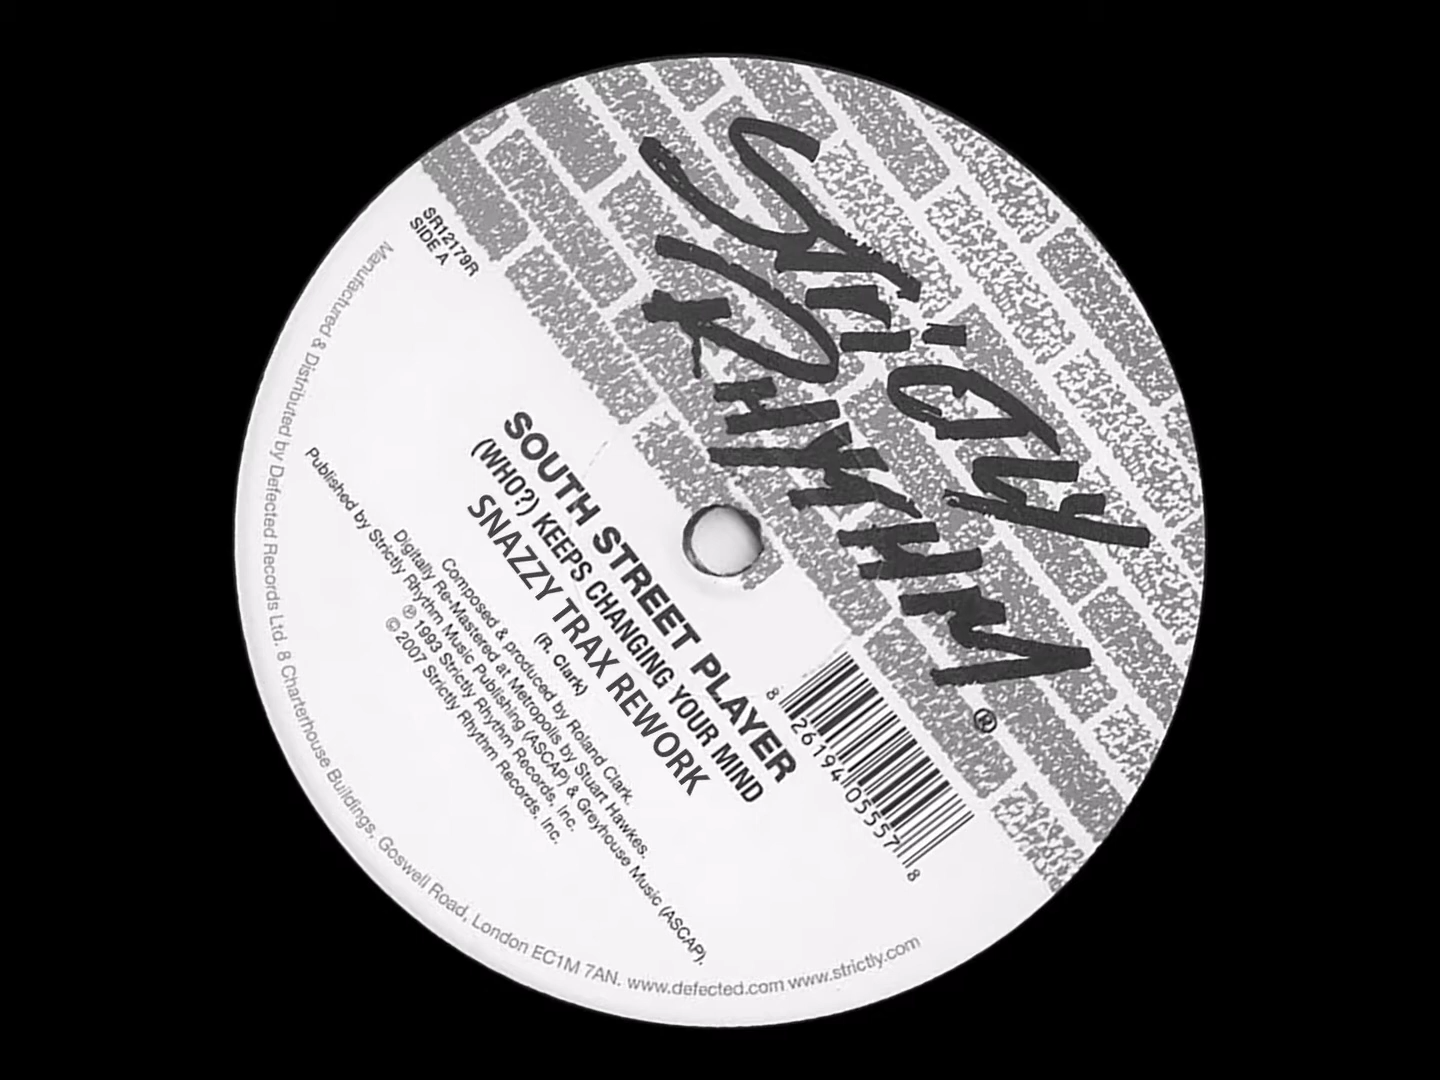 Strictly
RHYTHM
®
SR12179R
SIDE A
SOUTH STREET PLAYER
(WHO?) KEEPS CHANGING YOUR MIND
SNAZZY TRAX REWORK
(R. Clark)
Composed & produced by Roland Clark.
Digitally Re-Mastered at Metropolis by Stuart Hawkes.
Published by Strictly Rhythm Music Publishing (ASCAP) & Greyhouse Music (ASCAP).
℗ 1993 Strictly Rhythm Records, Inc.
© 2007 Strictly Rhythm Records, Inc.
8 26194 05557 8
Manufactured & Distributed by Defected Records Ltd. 8 Charterhouse Buildings, Goswell Road, London EC1M 7AN. www.defected.com www.strictly.com